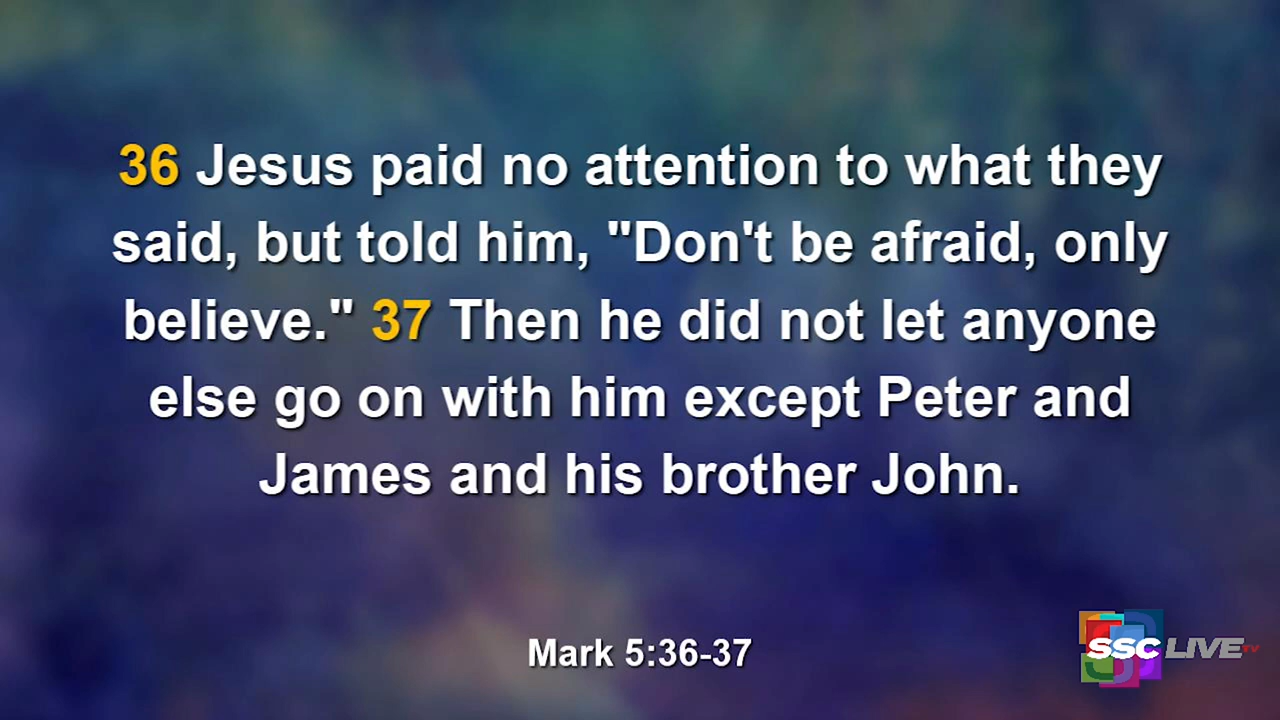 36 Jesus paid no attention to what they
said, but told him, "Don't be afraid, only
believe." 37 Then he did not let anyone
else go on with him except Peter and
James and his brother John.
Mark 5:36-37
SSC LIVE TV